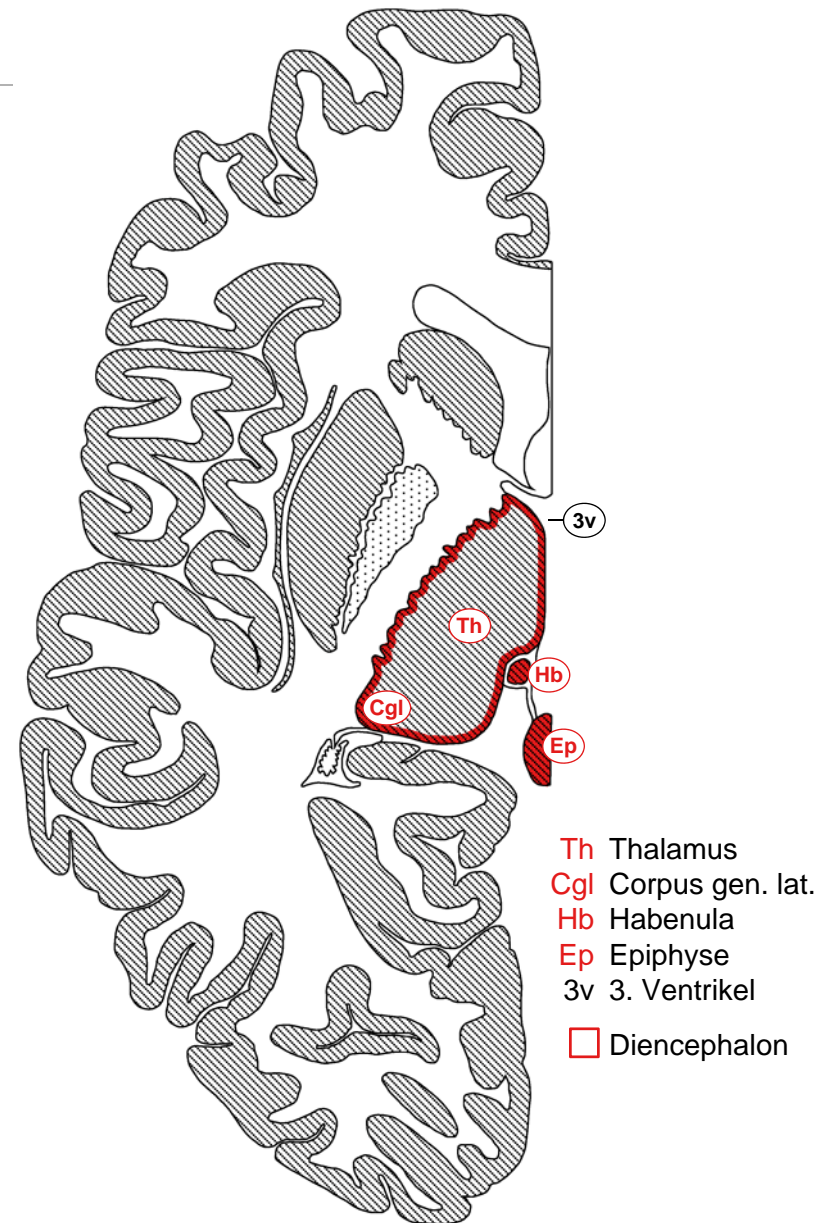 3v
Th
Hb
Cgl
Ep
Th Thalamus
Cgl Corpus gen. lat.
Hb Habenula
Ep Epiphyse
3v 3. Ventrikel
Diencephalon